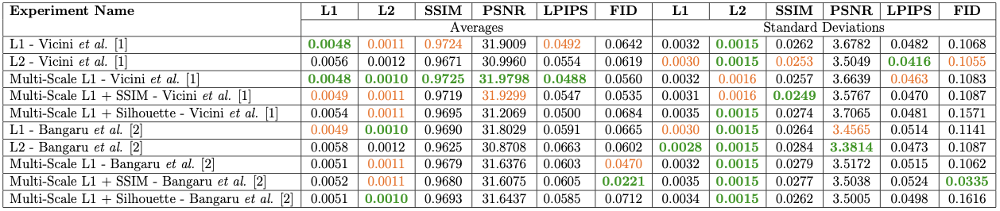 Experiment Name L1 L2 SSIM PSNR LPIPS FID L1 L2 SSIM PSNR LPIPS FID
Averages Standard Deviations
L1 - Vicini et al. [1] 0.0048 0.0011 0.9724 31.9009 0.0492 0.0642 0.0032 0.0015 0.0262 3.6782 0.0482 0.1068
L2 - Vicini et al. [1] 0.0056 0.0012 0.9671 30.9960 0.0554 0.0619 0.0030 0.0015 0.0253 3.5049 0.0416 0.1055
Multi-Scale L1 - Vicini et al. [1] 0.0048 0.0010 0.9725 31.9798 0.0488 0.0560 0.0032 0.0016 0.0257 3.6639 0.0463 0.1083
Multi-Scale L1 + SSIM - Vicini et al. [1] 0.0049 0.0011 0.9719 31.9299 0.0547 0.0535 0.0031 0.0016 0.0249 3.5767 0.0470 0.1087
Multi-Scale L1 + Silhouette - Vicini et al. [1] 0.0054 0.0011 0.9695 31.2069 0.0500 0.0684 0.0035 0.0015 0.0274 3.7065 0.0481 0.1571
L1 - Bangaru et al. [2] 0.0049 0.0010 0.9690 31.8029 0.0591 0.0665 0.0030 0.0015 0.0264 3.4565 0.0514 0.1141
L2 - Bangaru et al. [2] 0.0058 0.0012 0.9625 30.8708 0.0663 0.0602 0.0028 0.0015 0.0284 3.3814 0.0473 0.1087
Multi-Scale L1 - Bangaru et al. [2] 0.0051 0.0011 0.9679 31.6376 0.0603 0.0470 0.0032 0.0015 0.0279 3.5172 0.0515 0.1062
Multi-Scale L1 + SSIM - Bangaru et al. [2] 0.0052 0.0011 0.9680 31.6075 0.0605 0.0221 0.0035 0.0015 0.0277 3.5038 0.0524 0.0335
Multi-Scale L1 + Silhouette - Bangaru et al. [2] 0.0051 0.0010 0.9693 31.6437 0.0585 0.0712 0.0034 0.0015 0.0262 3.5005 0.0498 0.1616